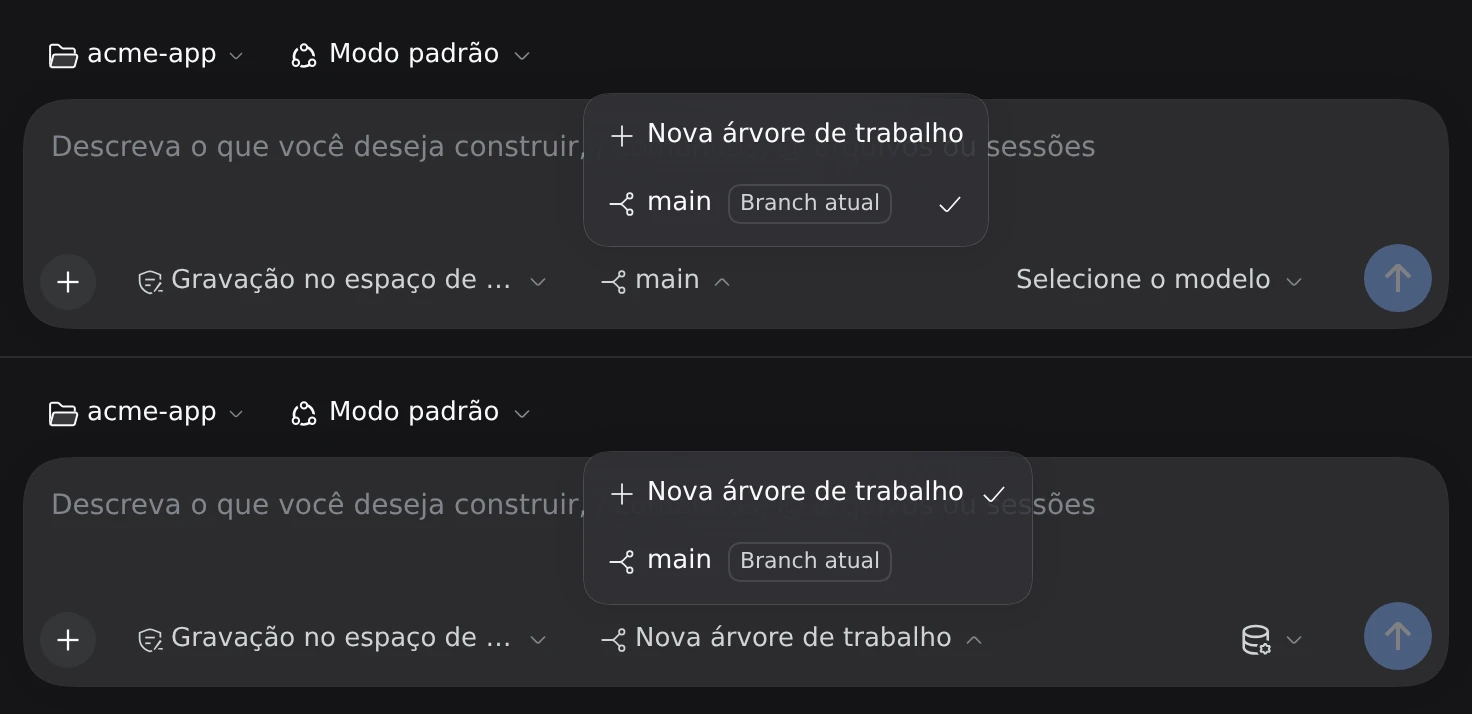 acme-app Modo padrão
Nova árvore de trabalho
Descreva o que você deseja construir, sessões
main Branch atual
Gravação no espaço de ... main Selecione o modelo
acme-app Modo padrão
Nova árvore de trabalho
Descreva o que você deseja construir, sessões
main Branch atual
Gravação no espaço de ... Nova árvore de trabalho